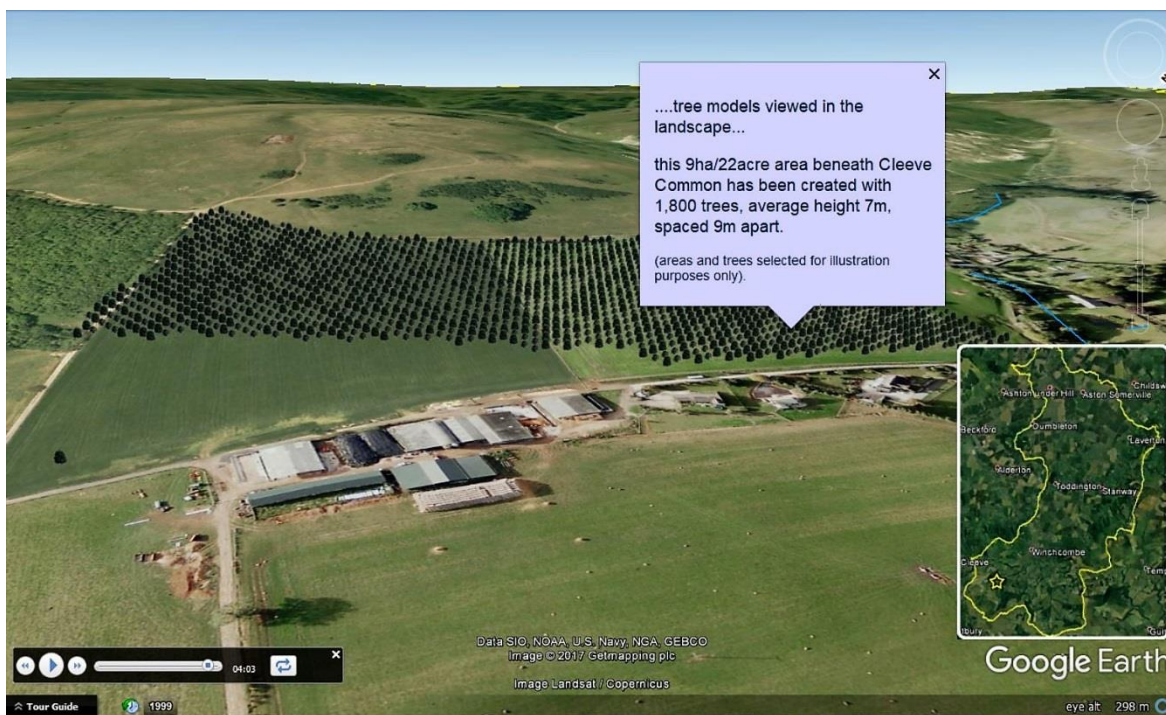 ....tree models viewed in the
landscape...
this 9ha/22acre area beneath Cleeve
Common has been created with
1,800 trees, average height 7m,
spaced 9m apart.
(areas and trees selected for illustration
purposes only).
Ashton under Hill
Aston Somerville
Beckford
Dumbleton
Laverton
Alderton
Toddington
Stanway
Winchcombe
Cleeve
Data SIO, NOAA, U.S. Navy, NGA, GEBCO
Image © 2017 Getmapping plc
Image Landsat / Copernicus
Google Earth
04:03
Tour Guide
1999
eye alt 298 m